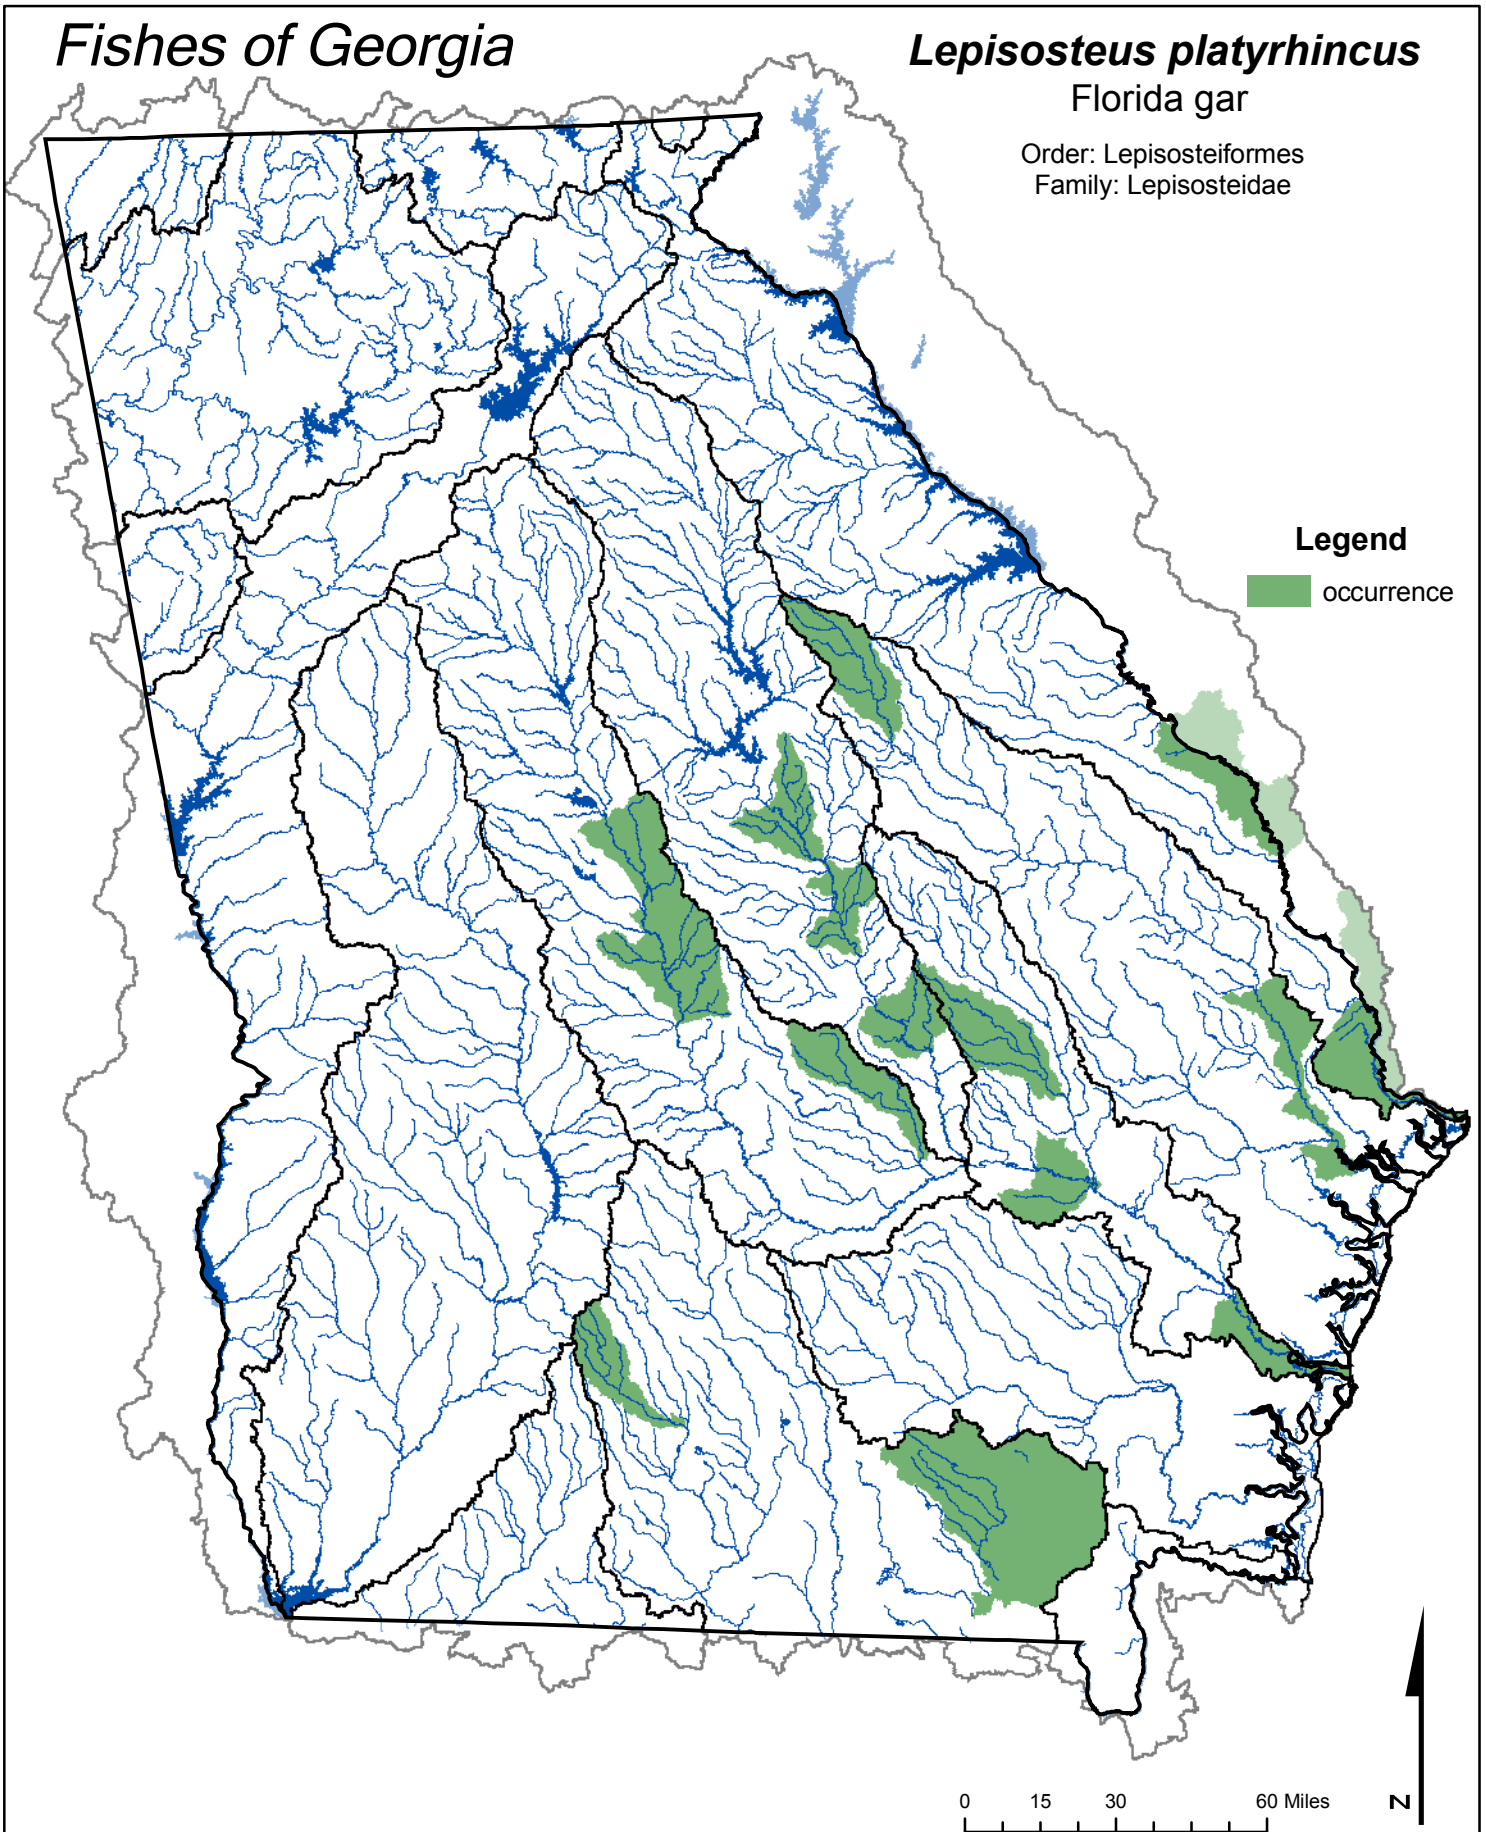 Fishes of Georgia
Lepisosteus platyrhincus
Florida gar
Order: Lepisosteiformes
Family: Lepisosteidae
Legend
occurrence
0 15 30 60 Miles
N